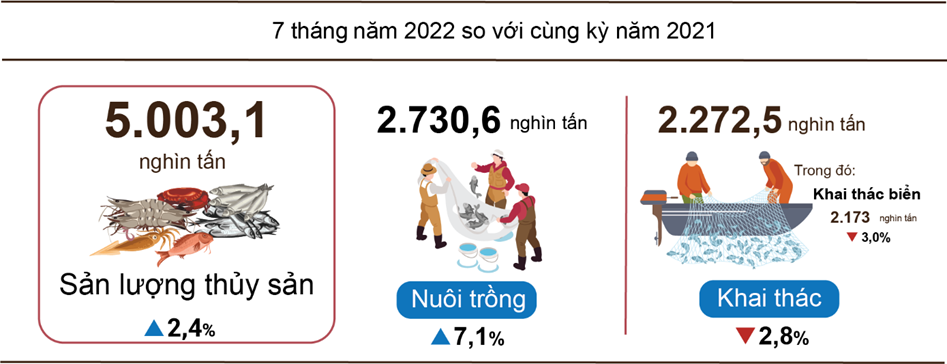 7 tháng năm 2022 so với cùng kỳ năm 2021
5.003,1
nghìn tấn
Sản lượng thủy sản
2,4%
2.730,6 nghìn tấn
Nuôi trồng
7,1%
2.272,5 nghìn tấn
Trong đó:
Khai thác biển
2.173 nghìn tấn
3,0%
Khai thác
2,8%